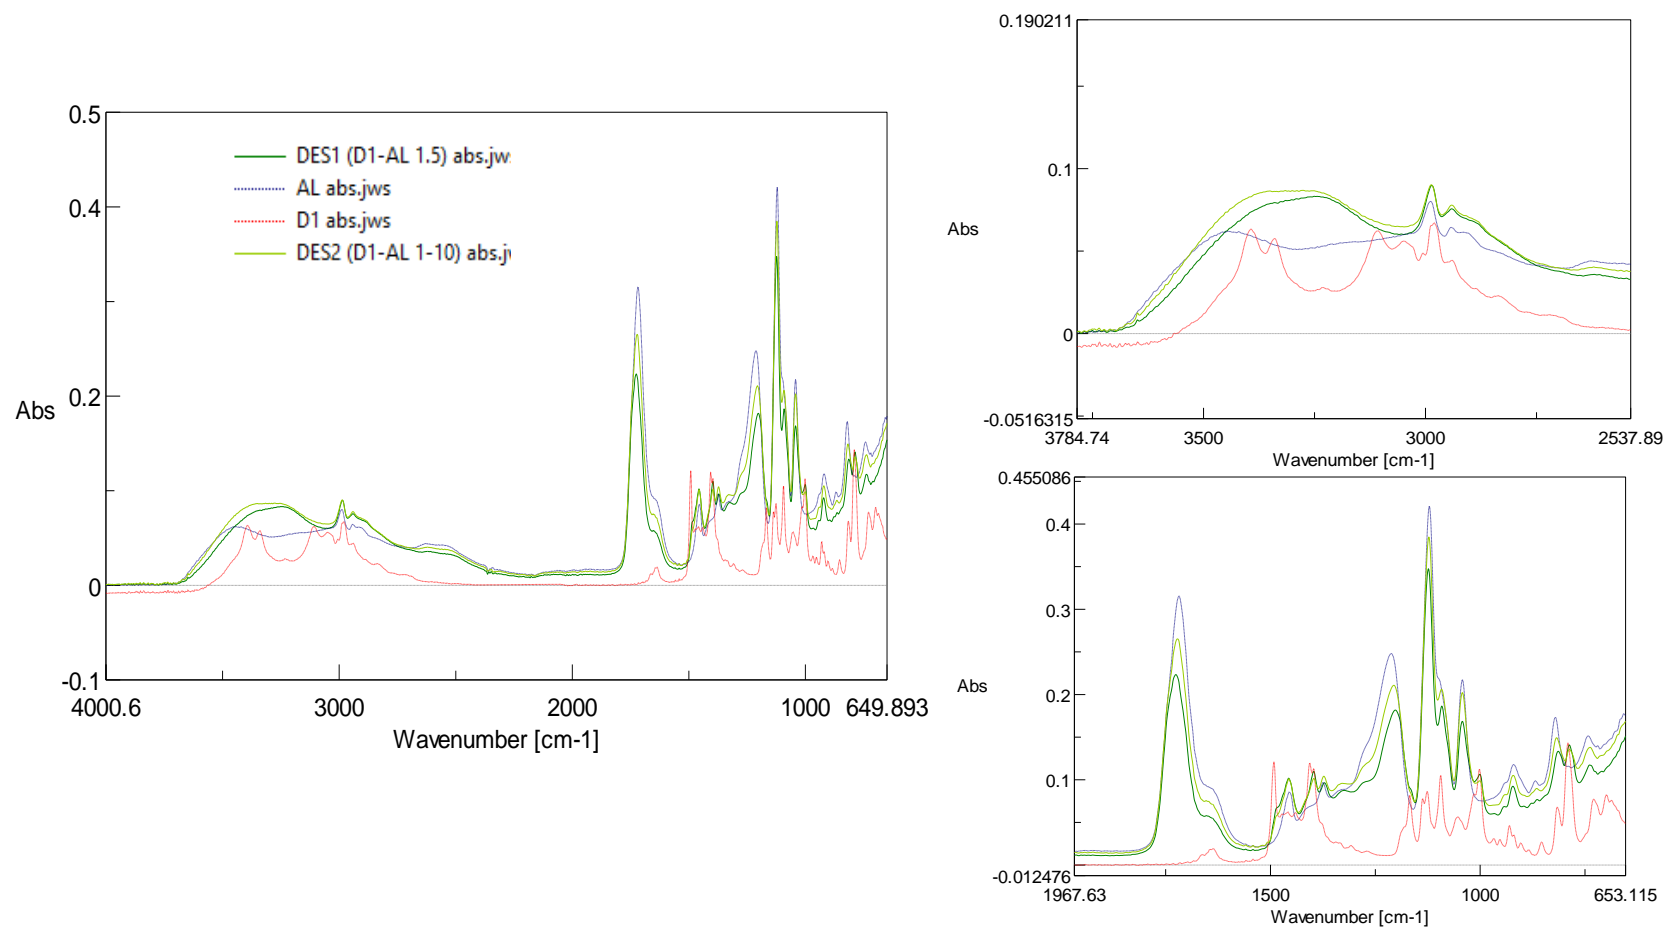 0.5
DES1 (D1-AL 1.5) abs.jw
AL abs.jws
D1 abs.jws
DES2 (D1-AL 1-10) abs.j
0.4
Abs
0.2
0
-0.1
4000.6
3000
2000
1000
649.893
Wavenumber [cm-1]
0.190211
0.1
Abs
0
-0.0516315
3784.74
3500
3000
2537.89
Wavenumber [cm-1]
0.455086
0.4
0.3
Abs
0.2
0.1
-0.012476
1967.63
1500
1000
653.115
Wavenumber [cm-1]